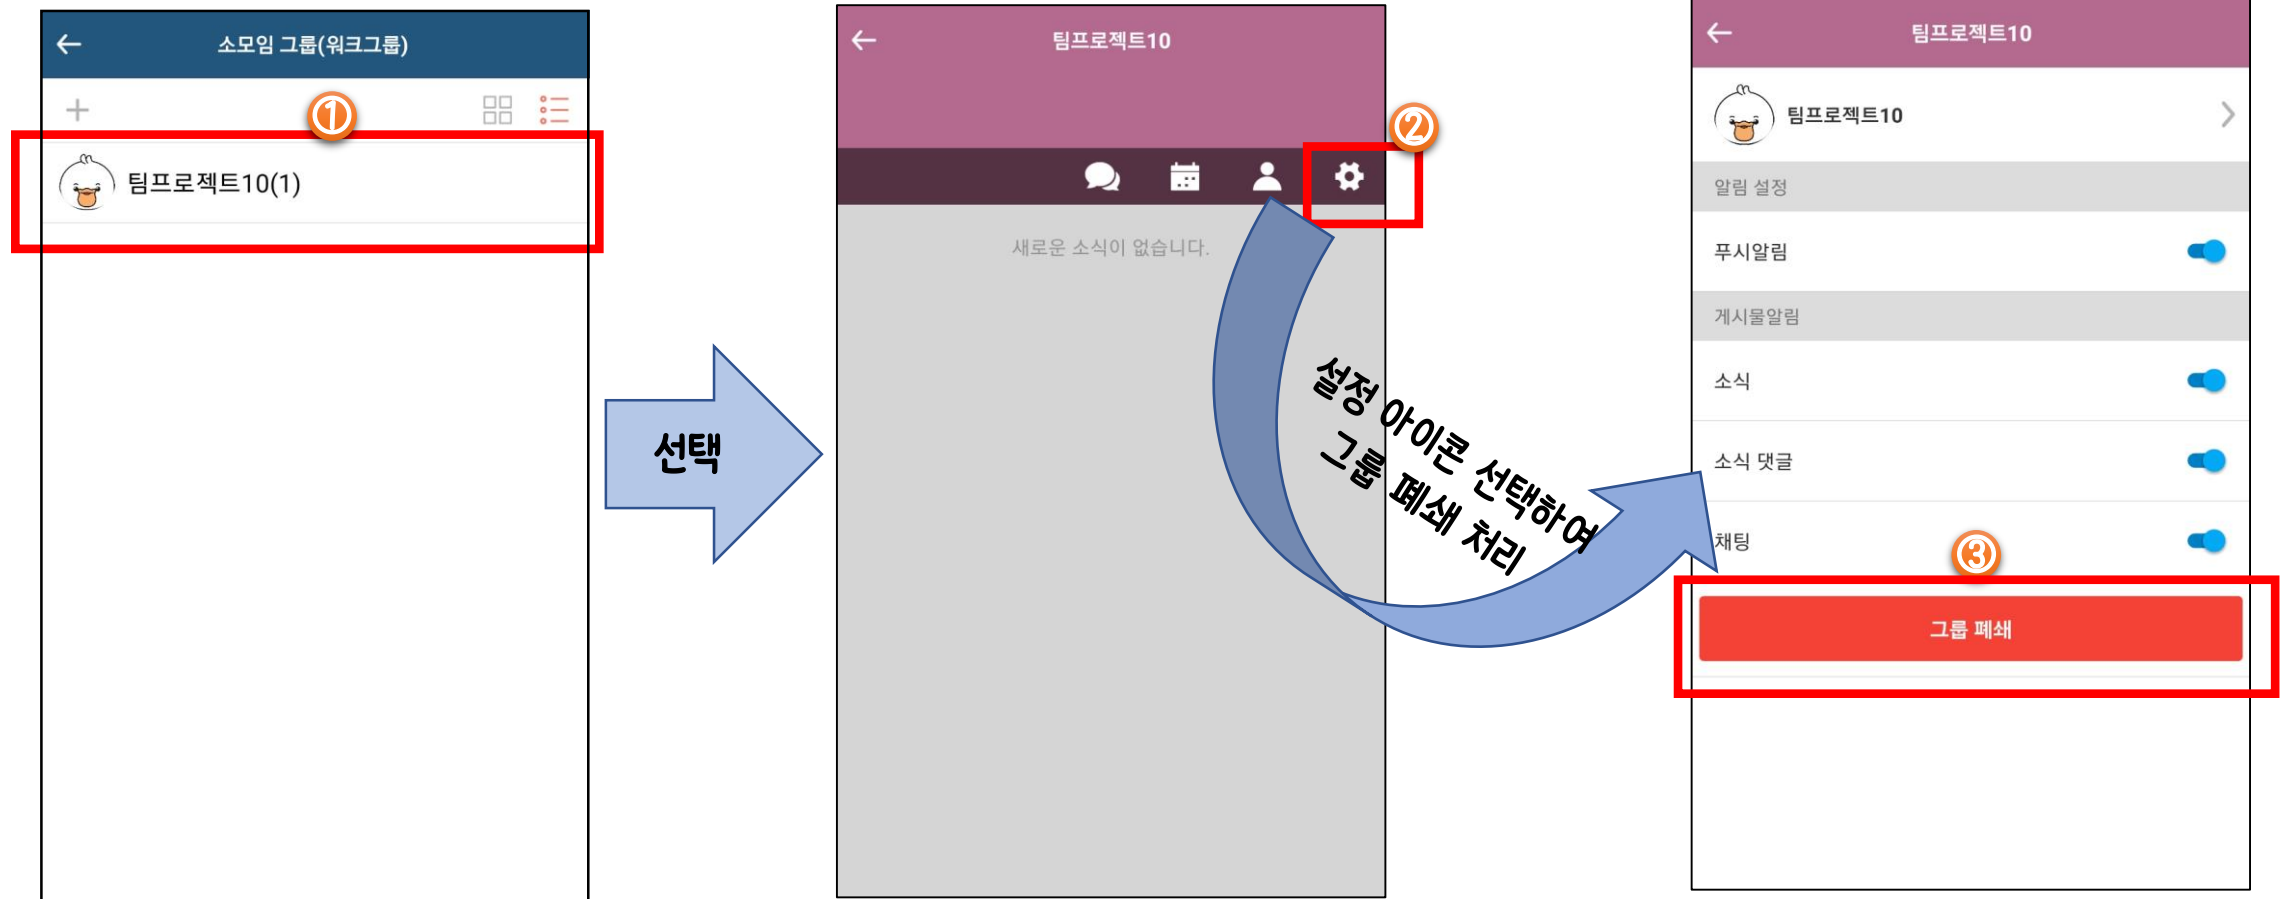 소모임 그룹(워크그룹)
①
팀프로젝트10(1)
선택
팀프로젝트10
②
새로운 소식이 없습니다.
설정 아이콘 선택하여
그룹 폐쇄 처리
팀프로젝트10
팀프로젝트10
알림 설정
푸시알림
게시물알림
소식
소식 댓글
채팅
③
그룹 폐쇄